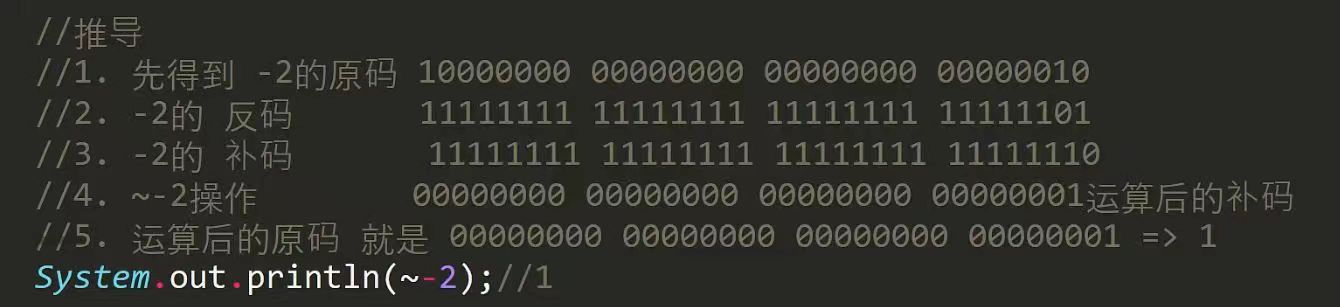 //推导
//1. 先得到 -2的原码 10000000 00000000 00000000 00000010
//2. -2的 反码 11111111 11111111 11111111 11111101
//3. -2的 补码 11111111 11111111 11111111 11111110
//4. ~-2操作 00000000 00000000 00000000 00000001运算后的补码
//5. 运算后的原码 就是 00000000 00000000 00000000 00000001 => 1
System.out.println(~-2);//1